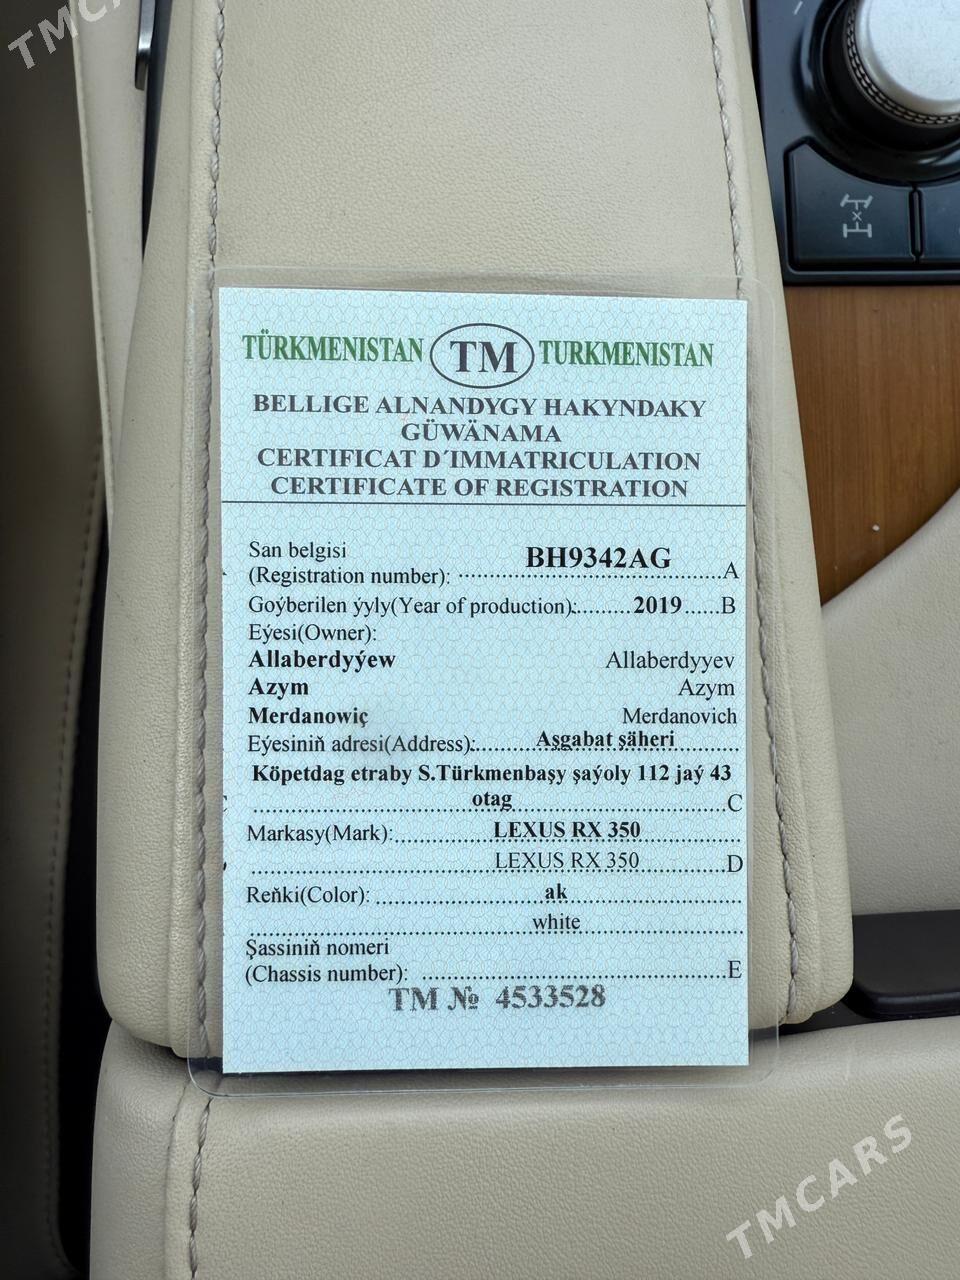 TMCARS
TÜRKMENISTAN TM TURKMENISTAN
BELLIGE ALNANDYGY HAKYNDAKY
GÜWÄNAMA
CERTIFICAT D´IMMATRICULATION
CERTIFICATE OF REGISTRATION
San belgisi
(Registration number): BH9342AG A
Goýberilen ýyly(Year of production): 2019 B
Eýesi(Owner):
Allaberdyýew Allaberdyyev
Azym Azym
Merdanowiç Merdanovich
Eýesiniň adresi(Address): Aşgabat şäheri
Köpetdag etraby S.Türkmenbaşy şaýoly 112 jaý 43
otag C
Markasy(Mark): LEXUS RX 350
LEXUS RX 350 D
Reňki(Color): ak
white
Şassiniň nomeri
(Chassis number): E
TM № 4533528
TMCARS